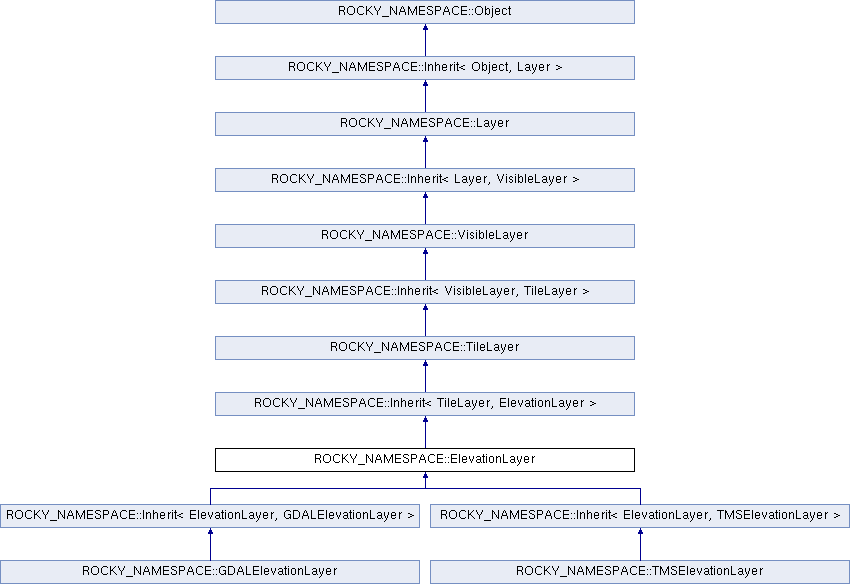 ROCKY_NAMESPACE::Object
ROCKY_NAMESPACE::Inherit< Object, Layer >
ROCKY_NAMESPACE::Layer
ROCKY_NAMESPACE::Inherit< Layer, VisibleLayer >
ROCKY_NAMESPACE::VisibleLayer
ROCKY_NAMESPACE::Inherit< VisibleLayer, TileLayer >
ROCKY_NAMESPACE::TileLayer
ROCKY_NAMESPACE::Inherit< TileLayer, ElevationLayer >
ROCKY_NAMESPACE::ElevationLayer
ROCKY_NAMESPACE::Inherit< ElevationLayer, GDALElevationLayer >
ROCKY_NAMESPACE::Inherit< ElevationLayer, TMSElevationLayer >
ROCKY_NAMESPACE::GDALElevationLayer
ROCKY_NAMESPACE::TMSElevationLayer